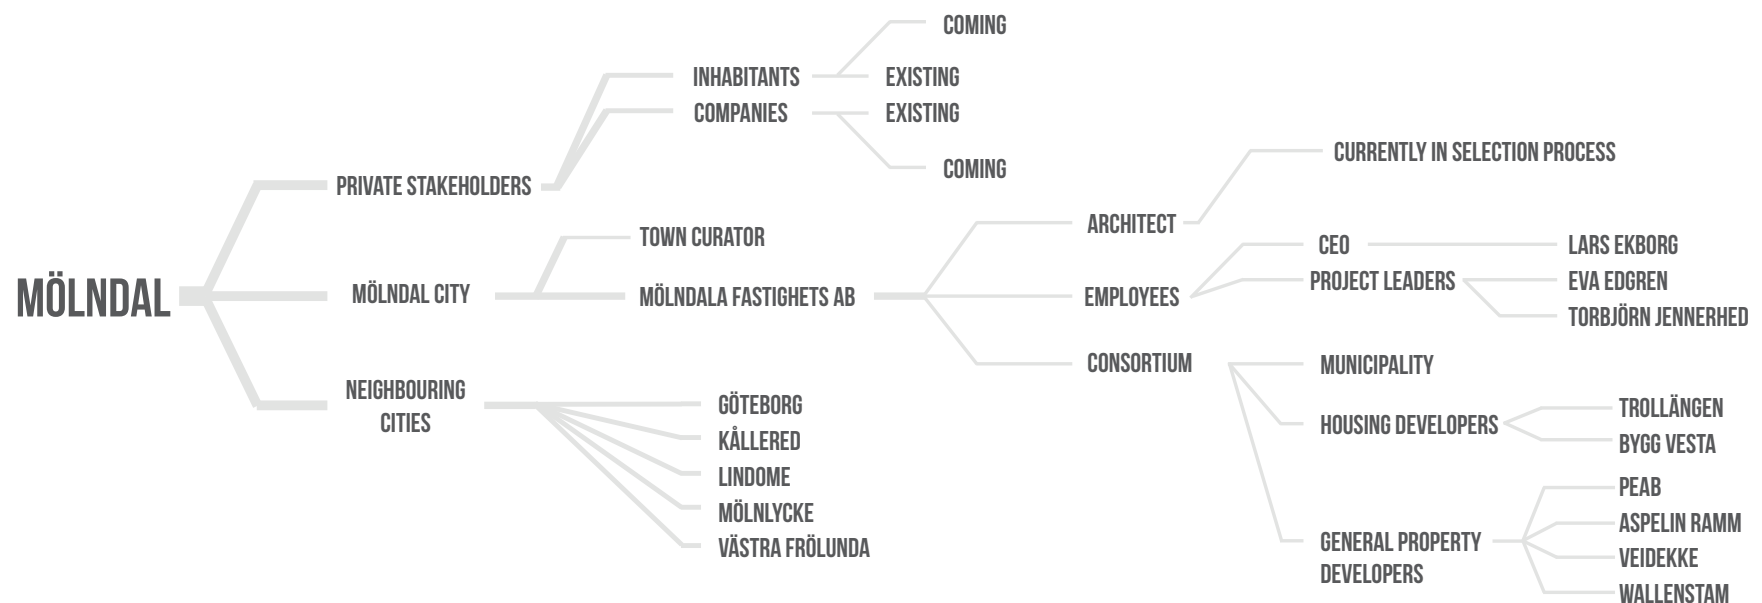 COMING
INHABITANTS
EXISTING
COMPANIES
EXISTING
COMING
PRIVATE STAKEHOLDERS
CURRENTLY IN SELECTION PROCESS
ARCHITECT
TOWN CURATOR
CEO
LARS EKBORG
MÖLNDAL
MÖLNDAL CITY
MÖLNDALA FASTIGHETS AB
EMPLOYEES
PROJECT LEADERS
EVA EDGREN
TORBJÖRN JENNERHED
CONSORTIUM
MUNICIPALITY
NEIGHBOURING
CITIES
GÖTEBORG
KÅLLERED
LINDOME
MÖLNLYCKE
VÄSTRA FRÖLUNDA
HOUSING DEVELOPERS
TROLLÄNGEN
BYGG VESTA
GENERAL PROPERTY
DEVELOPERS
PEAB
ASPELIN RAMM
VEIDEKKE
WALLENSTAM